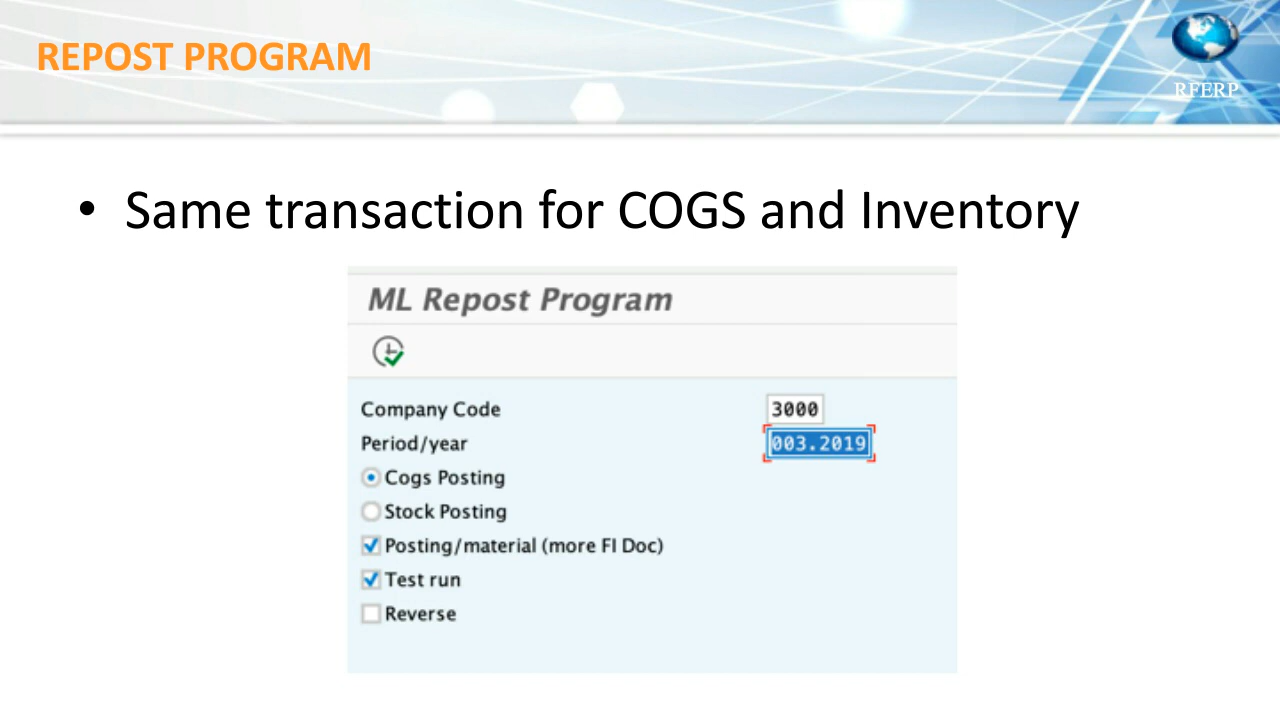 REPOST PROGRAM
RFERP
• Same transaction for COGS and Inventory
ML Repost Program
Company Code 3000
Period/year 003.2019
Cogs Posting
Stock Posting
Posting/material (more FI Doc)
Test run
Reverse